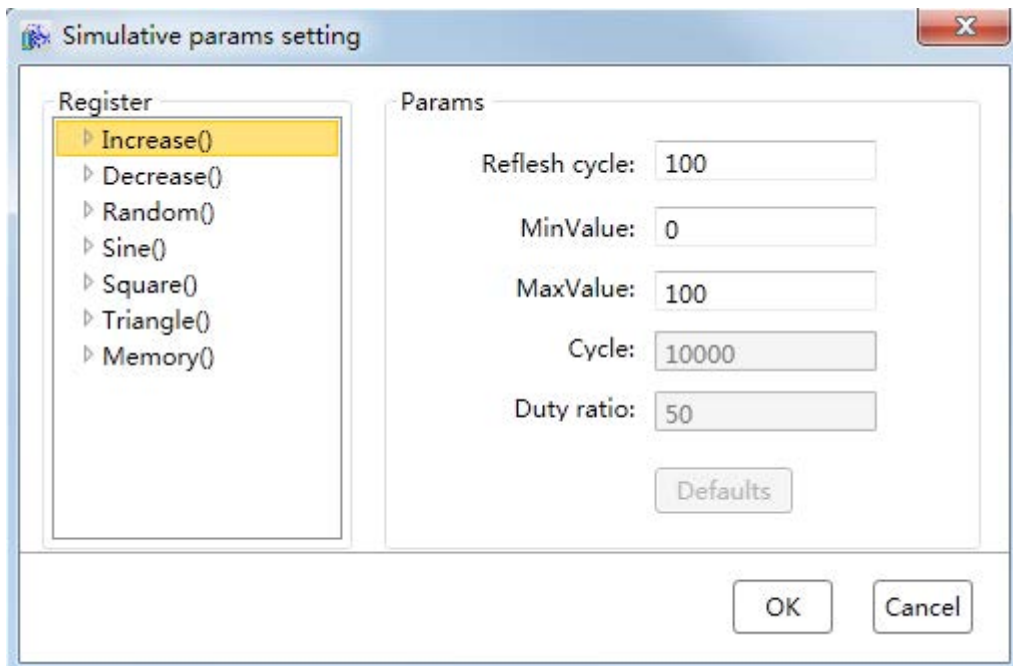 Simulative params setting
Register
Increase()
Decrease()
Random()
Sine()
Square()
Triangle()
Memory()
Params
Reflesh cycle: 100
MinValue: 0
MaxValue: 100
Cycle: 10000
Duty ratio: 50
Defaults
OK
Cancel